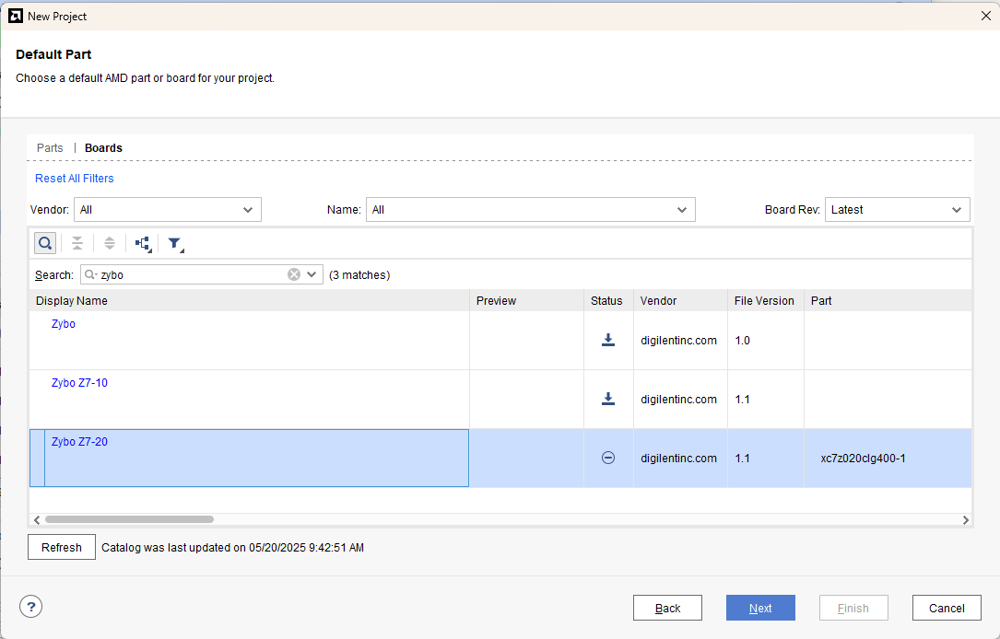 New Project
Default Part
Choose a default AMD part or board for your project.
Parts | Boards
Reset All Filters
Vendor: All Name: All Board Rev: Latest
Search: zybo (3 matches)
Display Name Preview Status Vendor File Version Part
Zybo digilentinc.com 1.0
Zybo Z7-10 digilentinc.com 1.1
Zybo Z7-20 digilentinc.com 1.1 xc7z020clg400-1
Refresh Catalog was last updated on 05/20/2025 9:42:51 AM
? Back Next Finish Cancel